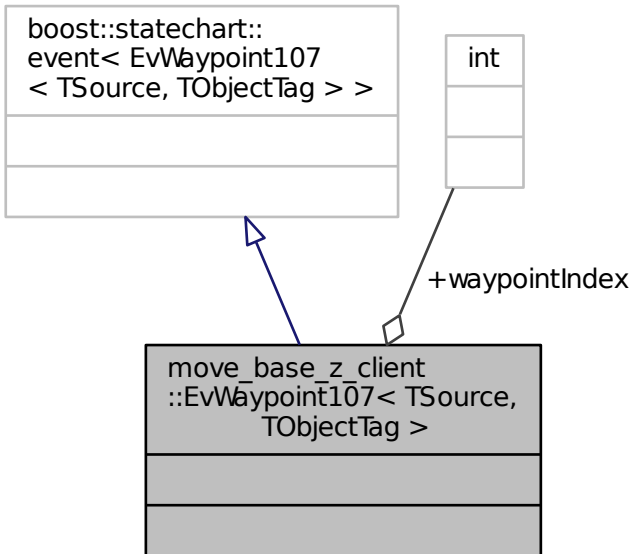 boost::statechart::
event< EvWaypoint107
< TSource, TObjectTag > >
int
+waypointIndex
move_base_z_client
::EvWaypoint107< TSource,
TObjectTag >